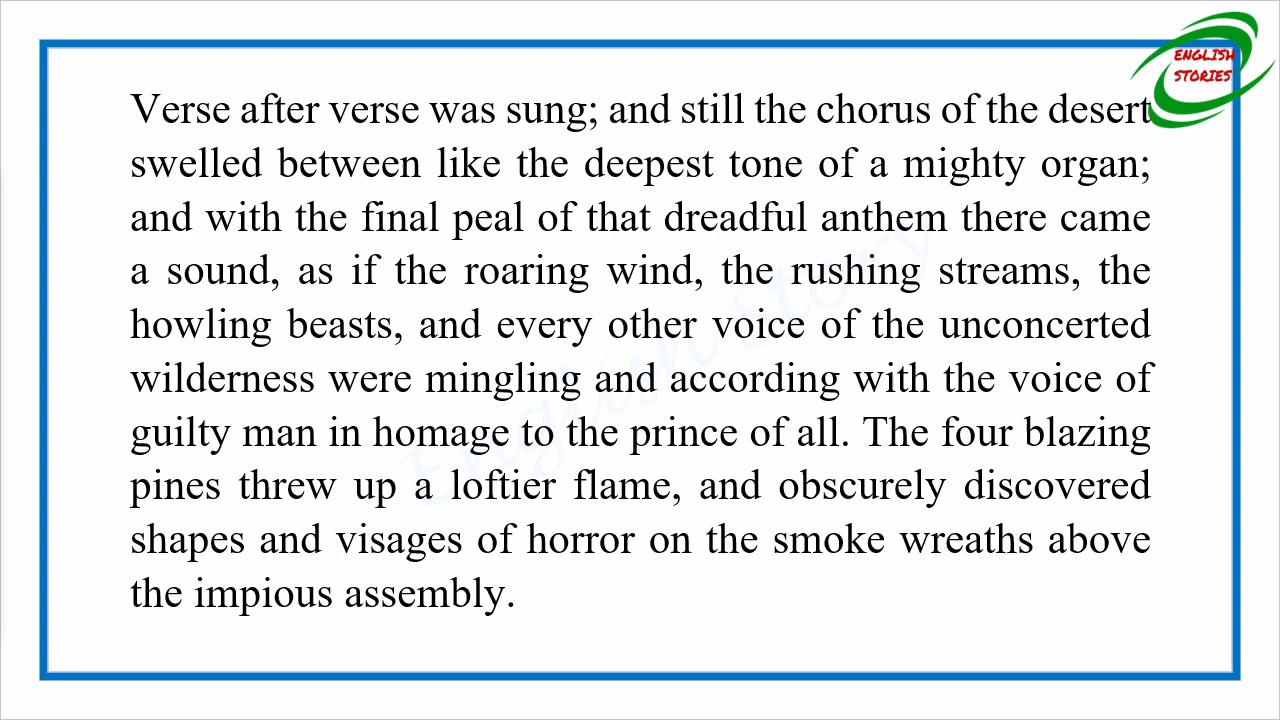 ENGLISH
STORIES
Verse after verse was sung; and still the chorus of the desert
swelled between like the deepest tone of a mighty organ;
and with the final peal of that dreadful anthem there came
a sound, as if the roaring wind, the rushing streams, the
howling beasts, and every other voice of the unconcerted
wilderness were mingling and according with the voice of
guilty man in homage to the prince of all. The four blazing
pines threw up a loftier flame, and obscurely discovered
shapes and visages of horror on the smoke wreaths above
the impious assembly.
English Story